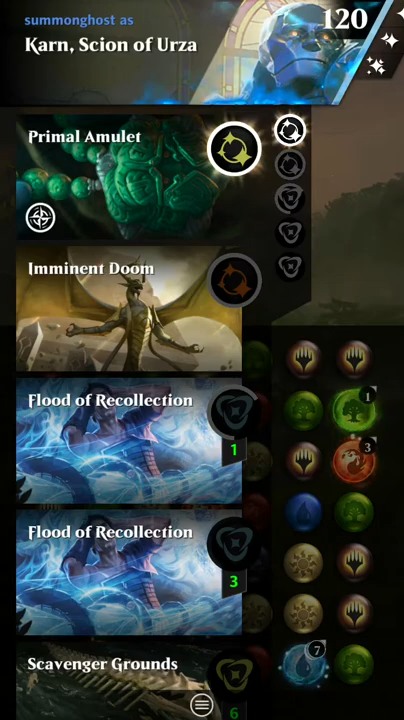 summonghost as
120
Karn, Scion of Urza
Primal Amulet
Imminent Doom
Flood of Recollection
1
1
3
Flood of Recollection
3
Scavenger Grounds
7
6